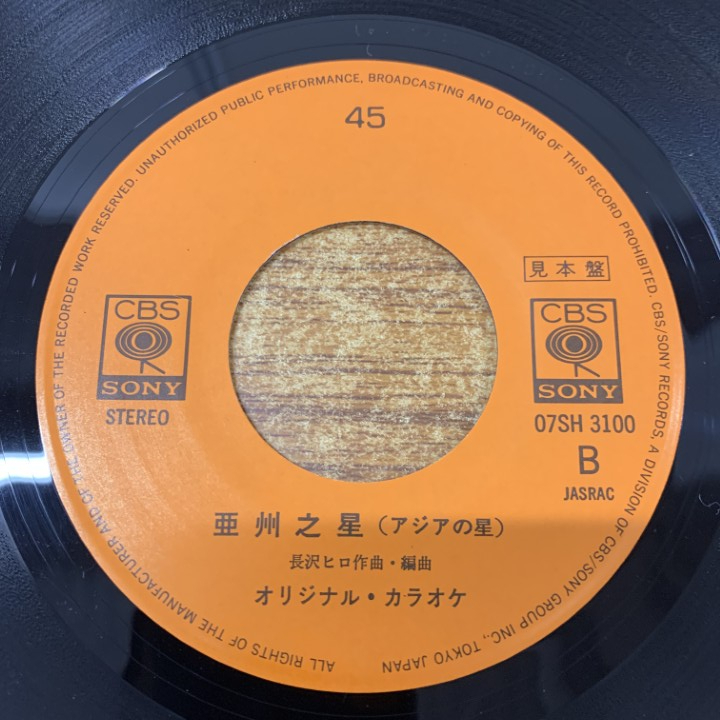 45
見本盤
CBS
SONY
STEREO
CBS
SONY
07SH 3100
B
JASRAC
亜州之星(アジアの星)
長沢ヒロ作曲・編曲
オリジナル・カラオケ
ALL RIGHTS OF THE MANUFACTURER AND OF THE OWNER OF THE RECORDED WORK RESERVED. UNAUTHORIZED PUBLIC PERFORMANCE, BROADCASTING AND COPYING OF THIS RECORD PROHIBITED. CBS/SONY RECORDS, A DIVISION OF CBS/SONY GROUP INC., TOKYO JAPAN